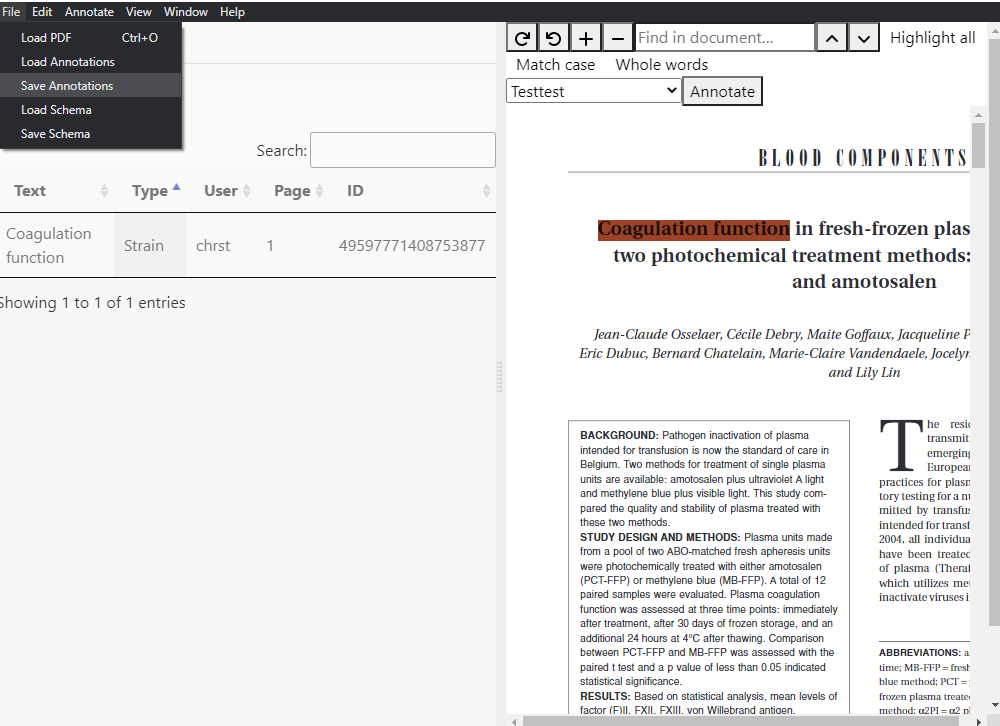 File Edit Annotate View Window Help
Load PDF Ctrl+O
Load Annotations
Save Annotations
Load Schema
Save Schema
Search:
Text Type User Page ID
Coagulation function Strain chrst 1 49597771408753877
Showing 1 to 1 of 1 entries
Find in document... Highlight all
Match case Whole words
Testtest Annotate
BLOOD COMPONENTS
Coagulation function in fresh-frozen plas
two photochemical treatment methods:
and amotosalen
Jean-Claude Osselaer, Cécile Debry, Maite Goffaux, Jacqueline P
Eric Dubuc, Bernard Chatelain, Marie-Claire Vandendaele, Jocelyn
and Lily Lin
BACKGROUND: Pathogen inactivation of plasma
intended for transfusion is now the standard of care in
Belgium. Two methods for treatment of single plasma
units are available: amotosalen plus ultraviolet A light
and methylene blue plus visible light. This study com-
pared the quality and stability of plasma treated with
these two methods.
STUDY DESIGN AND METHODS: Plasma units made
from a pool of two ABO-matched fresh apheresis units
were photochemically treated with either amotosalen
(PCT-FFP) or methylene blue (MB-FFP). A total of 12
paired samples were evaluated. Plasma coagulation
function was assessed at three time points: immediately
after treatment, after 30 days of frozen storage, and an
additional 24 hours at 4°C after thawing. Comparison
between PCT-FFP and MB-FFP was assessed with the
paired t test and a p value of less than 0.05 indicated
statistical significance.
RESULTS: Based on statistical analysis, mean levels of
factor (F)II, FXII, FXIII, von Willebrand antigen,
The resid
transmit
emerging
European
practices for plasm
tory testing for a nu
mitted by transfus
intended for transf
2004, all individua
have been treated
of plasma (Theraf
which utilizes met
inactivate viruses i
ABBREVIATIONS: a
time; MB-FFP = fresh
blue method; PCT = p
frozen plasma treate
method; α2PI = α2 pl